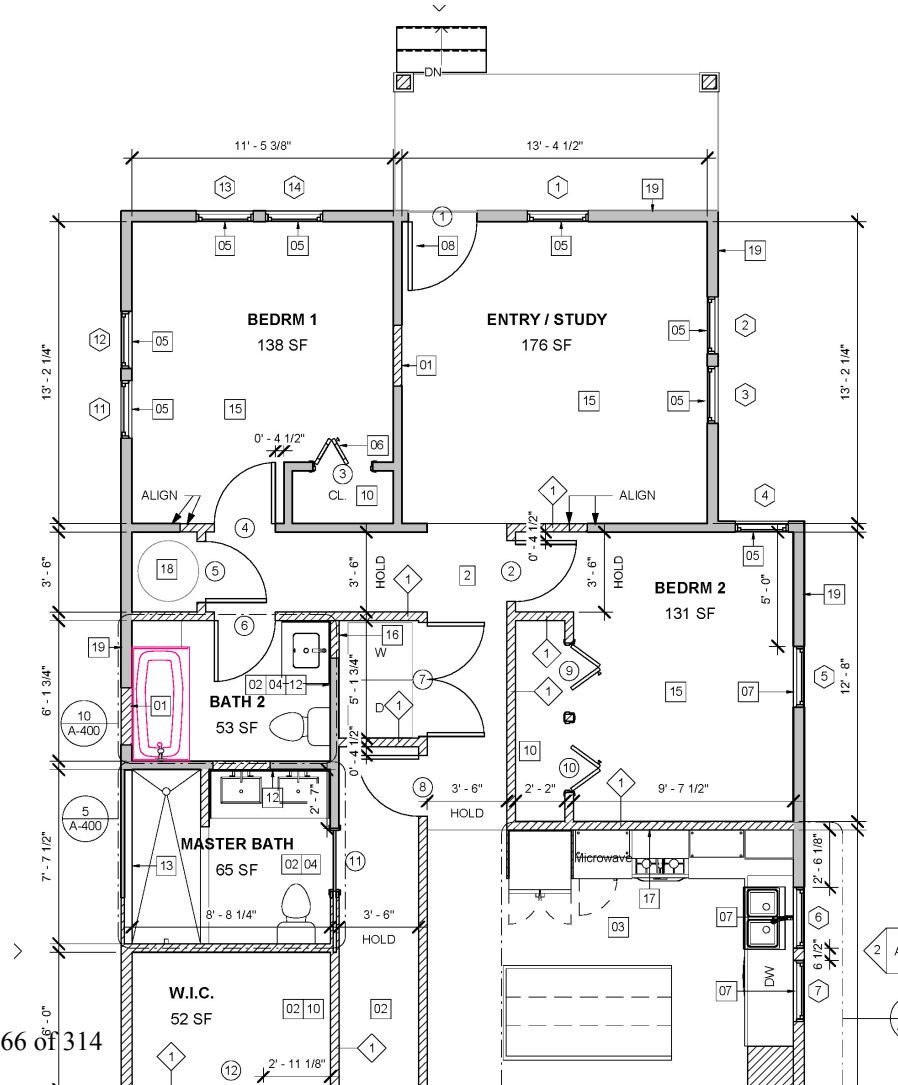 DN
11' - 5 3/8"
13' - 4 1/2"
13
14
1
19
1
05
05
08
05
19
BEDRM 1
138 SF
ENTRY / STUDY
176 SF
12
05
05
2
01
13' - 2 1/4"
13' - 2 1/4"
11
05
15
15
05
3
0' - 4 1/2"
06
3
CL.
10
ALIGN
1
ALIGN
4
4
0' - 4 1/2"
05
3' - 6"
18
5
3' - 6"
HOLD
1
2
2
3' - 6"
HOLD
BEDRM 2
131 SF
5' - 0"
19
6
19
16
W
1
9
6' - 1 3/4"
02
04
12
5' - 1 3/4"
7
1
15
07
5
12' - 8"
01
BATH 2
53 SF
D
1
10
A-400
0' - 4 1/2"
10
10
8
3' - 6"
HOLD
2' - 2"
1
9' - 7 1/2"
12
2' - 7"
5
A-400
7' - 7 1/2"
MASTER BATH
65 SF
13
02
04
11
Microwave
17
2' - 6 1/8"
8' - 8 1/4"
3' - 6"
HOLD
03
07
6
6 1/2"
2
A
W.I.C.
52 SF
02
10
02
DW
07
7
6' - 0"
66 of 314
1
12
2' - 11 1/8"
1